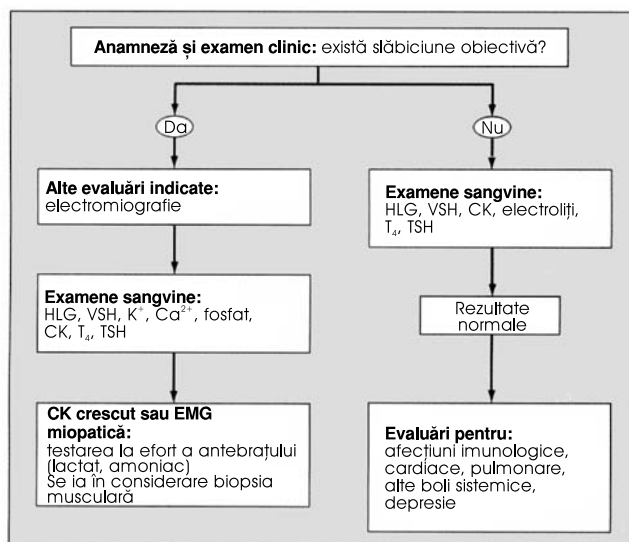 Anamneză și examen clinic: există slăbiciune obiectivă?
Da
Nu
Alte evaluări indicate:
electromiografie
Examene sangvine:
HLG, VSH, CK, electroliți,
T₄, TSH
Examene sangvine:
HLG, VSH, K⁺, Ca²⁺, fosfat,
CK, T₄, TSH
Rezultate
normale
CK crescut sau EMG
miopatică:
testarea la efort a antebrațului
(lactat, amoniac)
Se ia în considerare biopsia
musculară
Evaluări pentru:
afecțiuni imunologice,
cardiace, pulmonare,
alte boli sistemice,
depresie